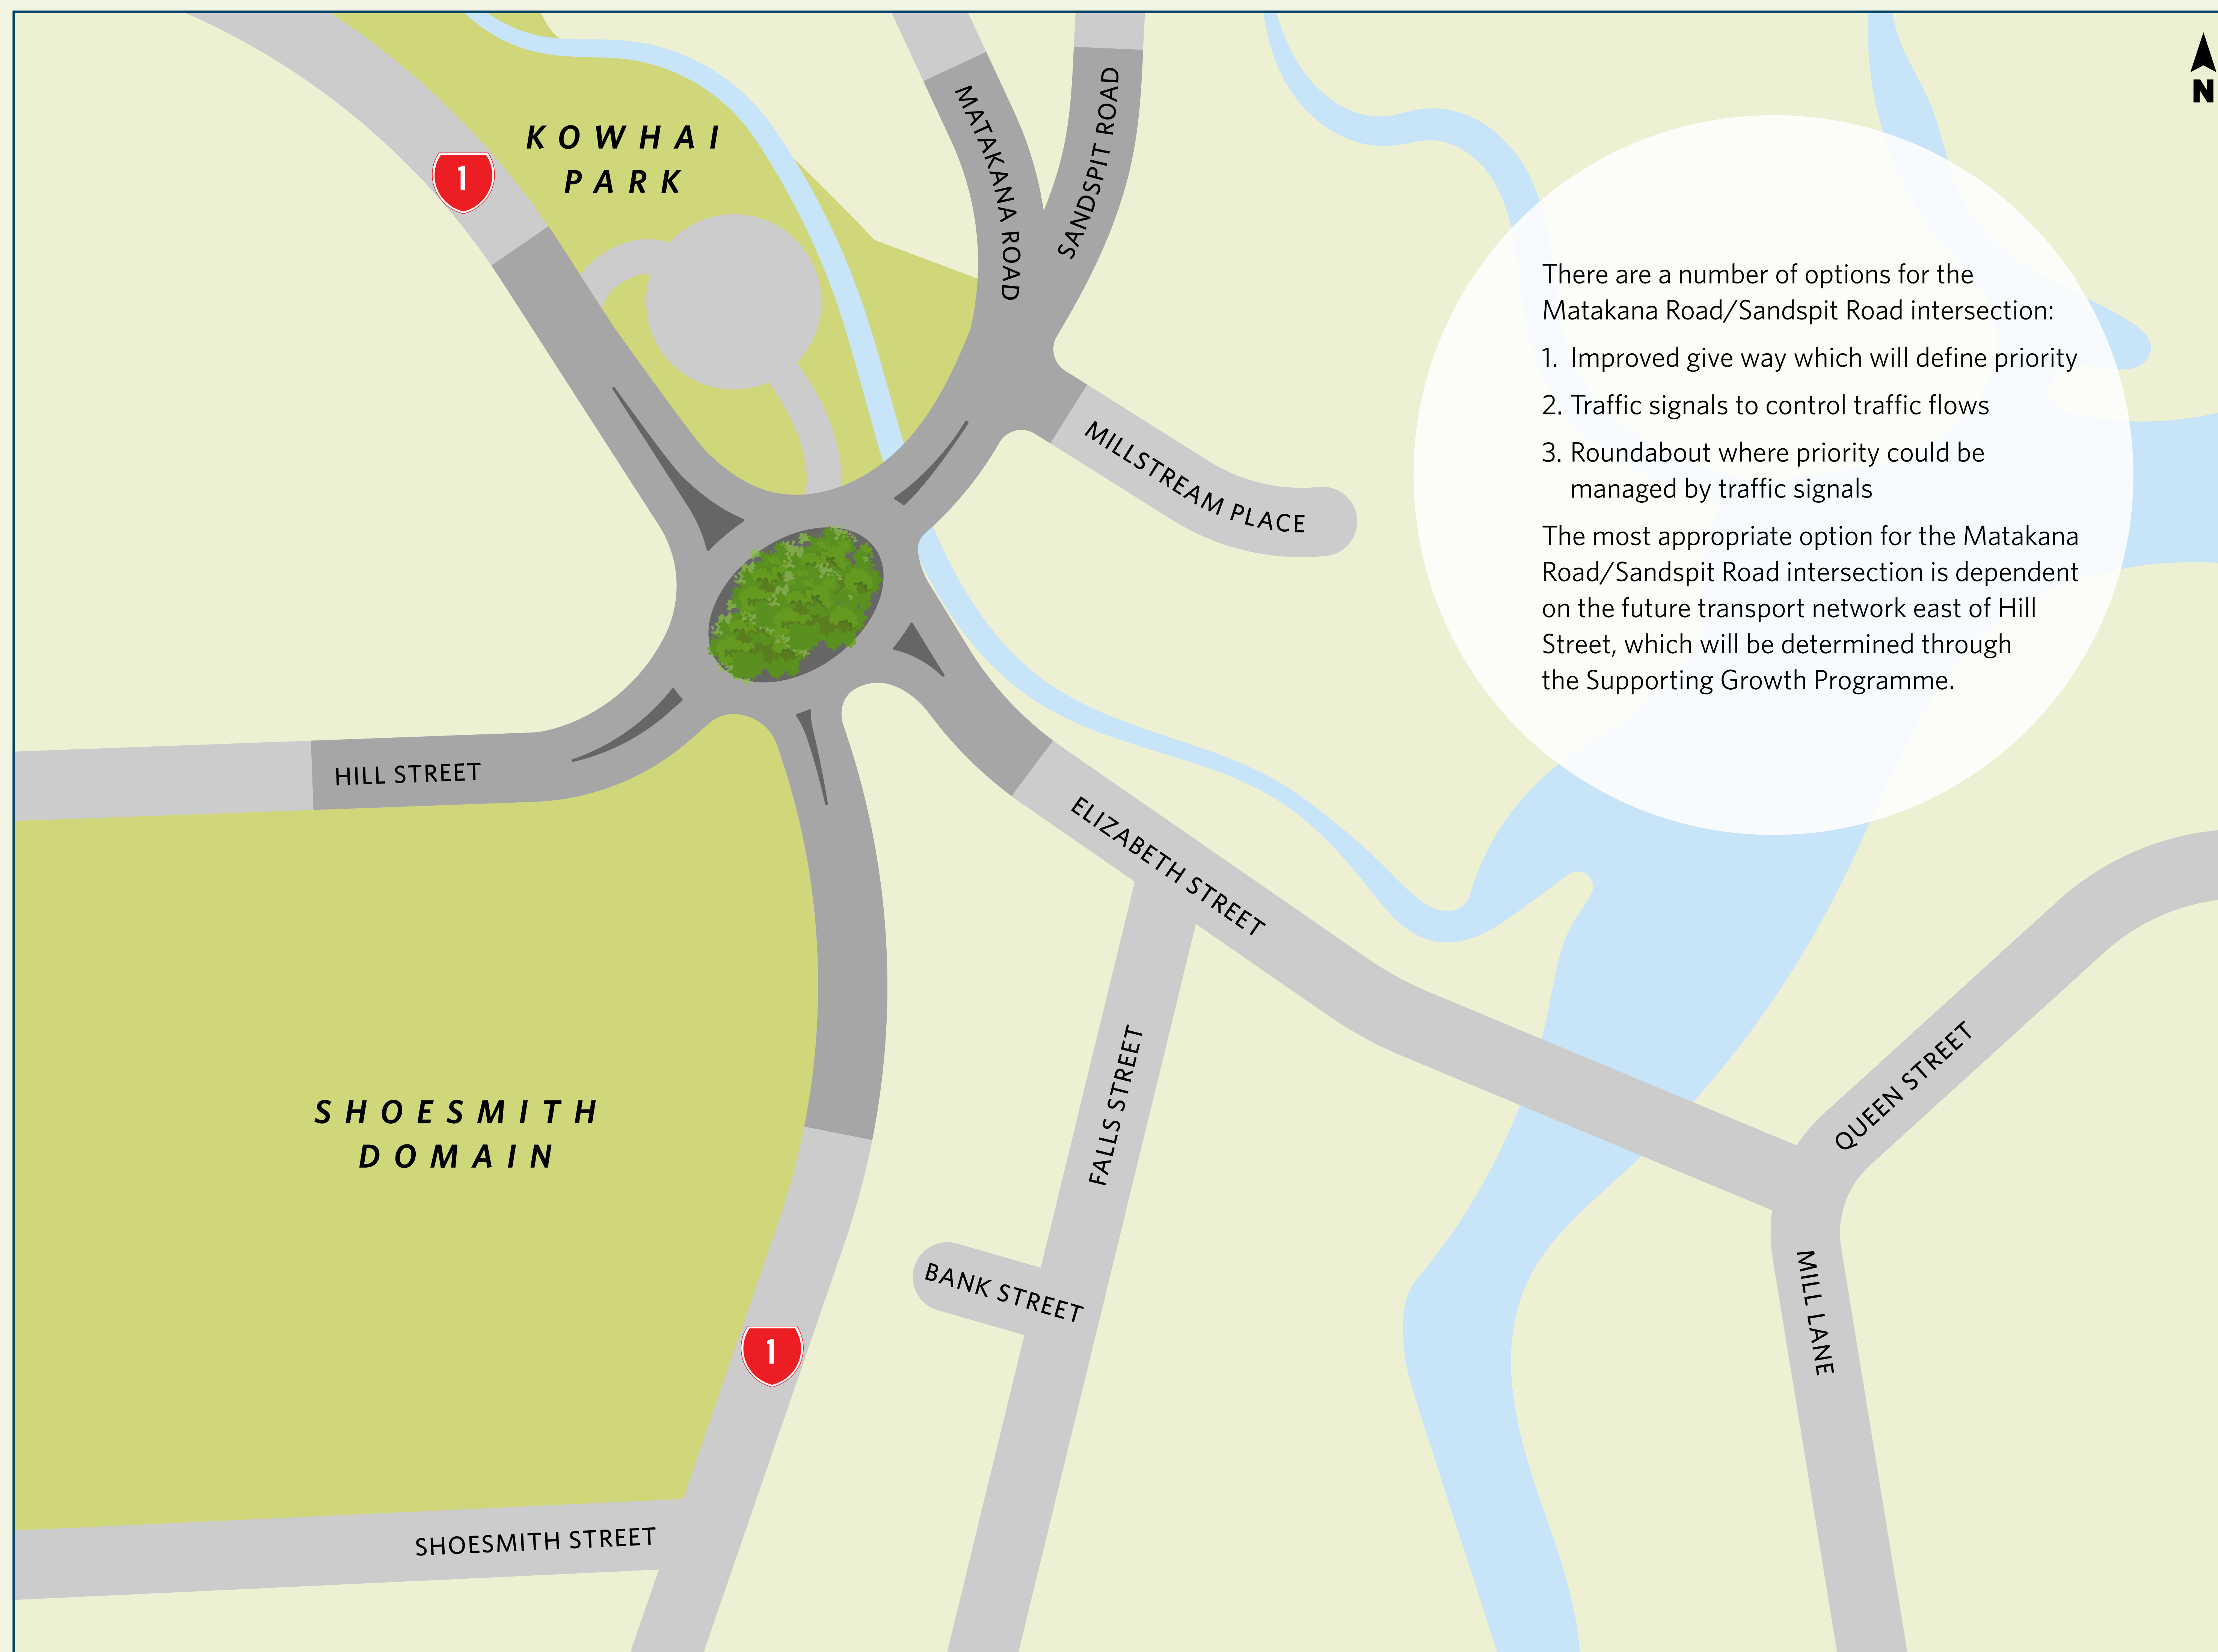 N
KOWHAI
PARK
1
MATAKANA ROAD
SANDSPIT ROAD
MILLSTREAM PLACE
There are a number of options for the
Matakana Road/Sandspit Road intersection:
1. Improved give way which will define priority
2. Traffic signals to control traffic flows
3. Roundabout where priority could be
managed by traffic signals
The most appropriate option for the Matakana
Road/Sandspit Road intersection is dependent
on the future transport network east of Hill
Street, which will be determined through
the Supporting Growth Programme.
HILL STREET
ELIZABETH STREET
SHOESMITH
DOMAIN
FALLS STREET
QUEEN STREET
BANK STREET
MILL LANE
1
SHOESMITH STREET